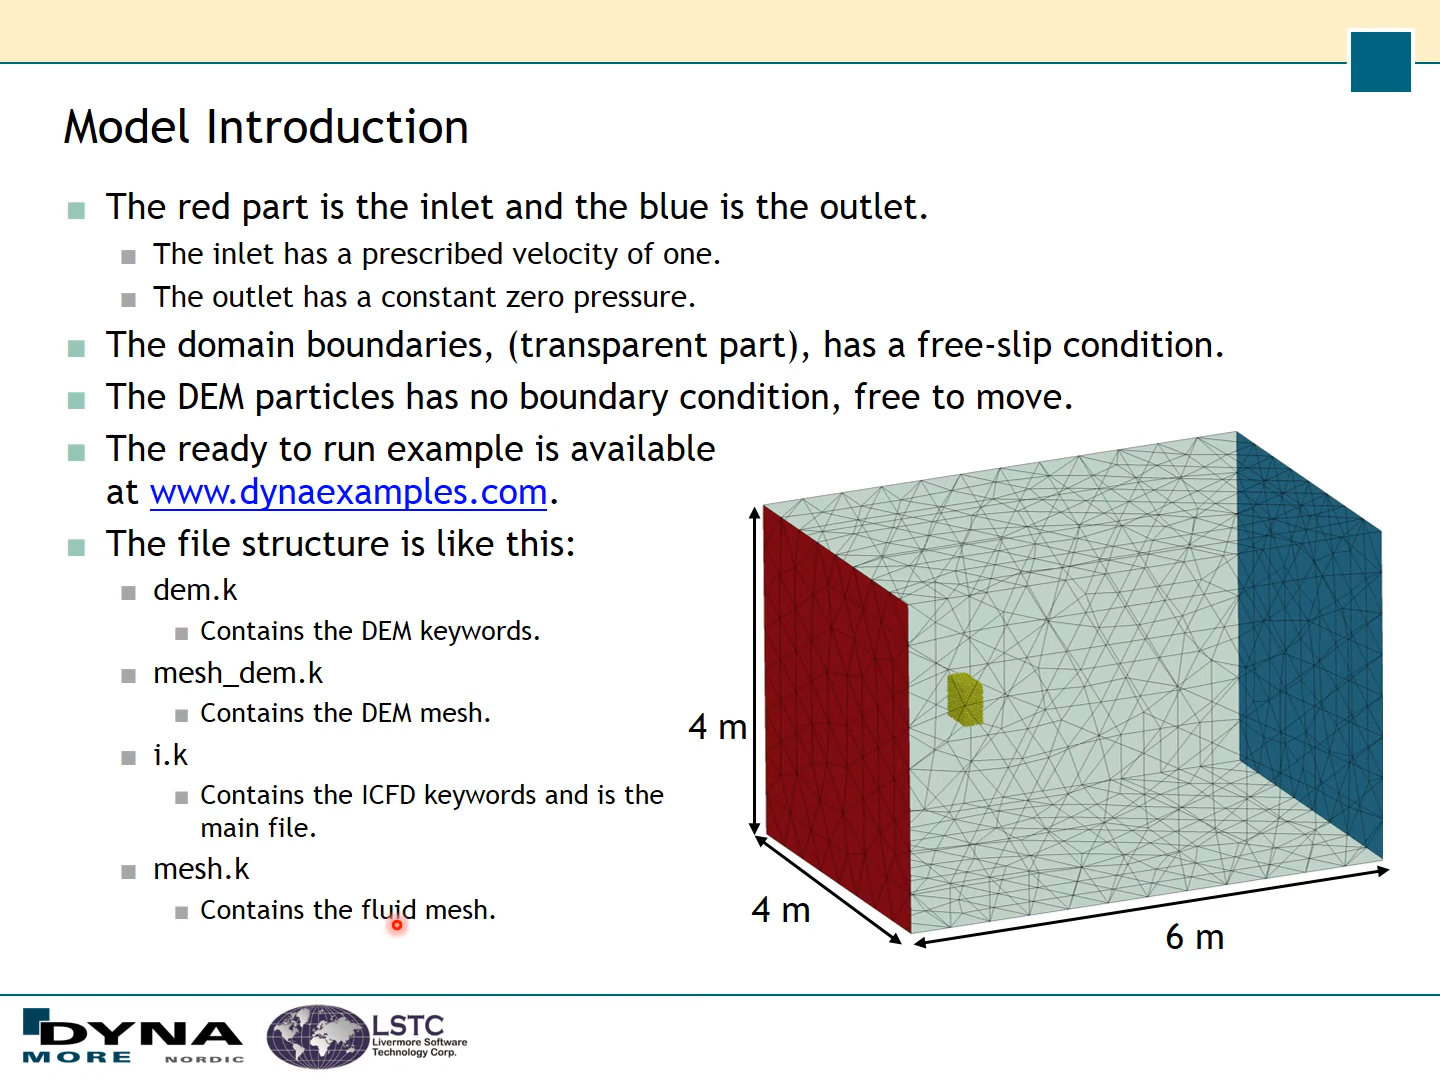 Model Introduction
The red part is the inlet and the blue is the outlet.
The inlet has a prescribed velocity of one.
The outlet has a constant zero pressure.
The domain boundaries, (transparent part), has a free-slip condition.
The DEM particles has no boundary condition, free to move.
The ready to run example is available
at www.dynaexamples.com.
The file structure is like this:
dem.k
Contains the DEM keywords.
mesh_dem.k
Contains the DEM mesh.
i.k
Contains the ICFD keywords and is the
main file.
mesh.k
Contains the fluid mesh.
4 m
4 m
6 m
DYNA
MORE NORDIC
LSTC
Livermore Software
Technology Corp.